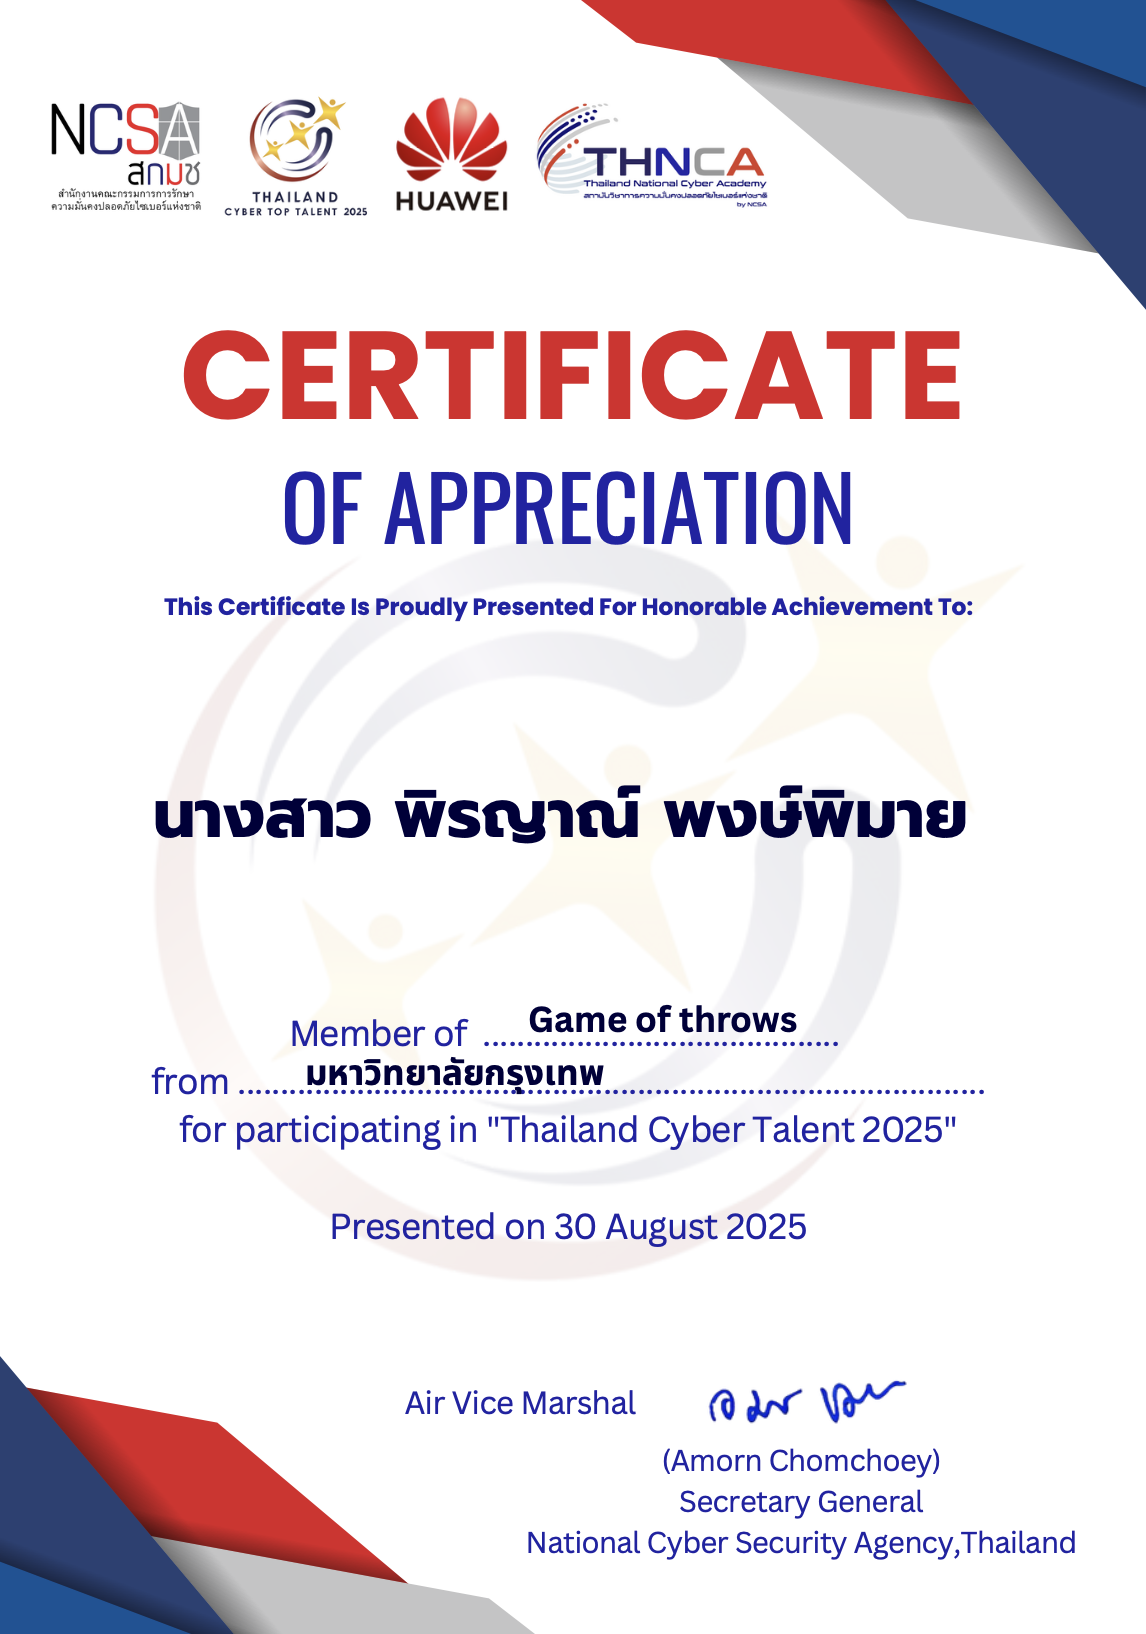 NCSA
สกมช
สำนักงานคณะกรรมการการรักษา
ความมั่นคงปลอดภัยไซเบอร์แห่งชาติ
THAILAND
CYBER TOP TALENT 2025
HUAWEI
THNCA
Thailand National Cyber Academy
สถาบันวิชาการความมั่นคงปลอดภัยไซเบอร์แห่งชาติ
by NCSA
CERTIFICATE
OF APPRECIATION
This Certificate Is Proudly Presented For Honorable Achievement To:
นางสาว พิรญาณ์ พงษ์พิมาย
Member of Game of throws
from มหาวิทยาลัยกรุงเทพ
for participating in "Thailand Cyber Talent 2025"
Presented on 30 August 2025
Air Vice Marshal
(Amorn Chomchoey)
Secretary General
National Cyber Security Agency,Thailand